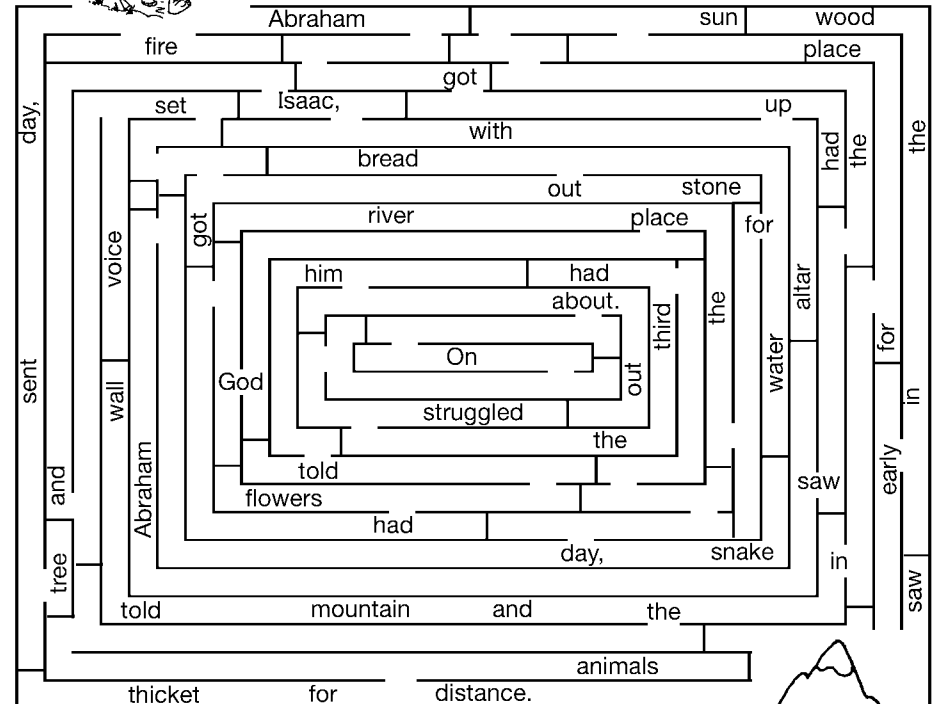 Abraham sun wood
fire place
got
set Isaac, up
day,
with
had
the
the
bread
out stone
got
river place
for
voice
him had
altar
about.
third
the
for
On
water
sent
God
out
wall
in
struggled
the
Abraham
told
early
and
saw
flowers
had
day, snake
tree
in
saw
told mountain and the
animals
thicket for distance.